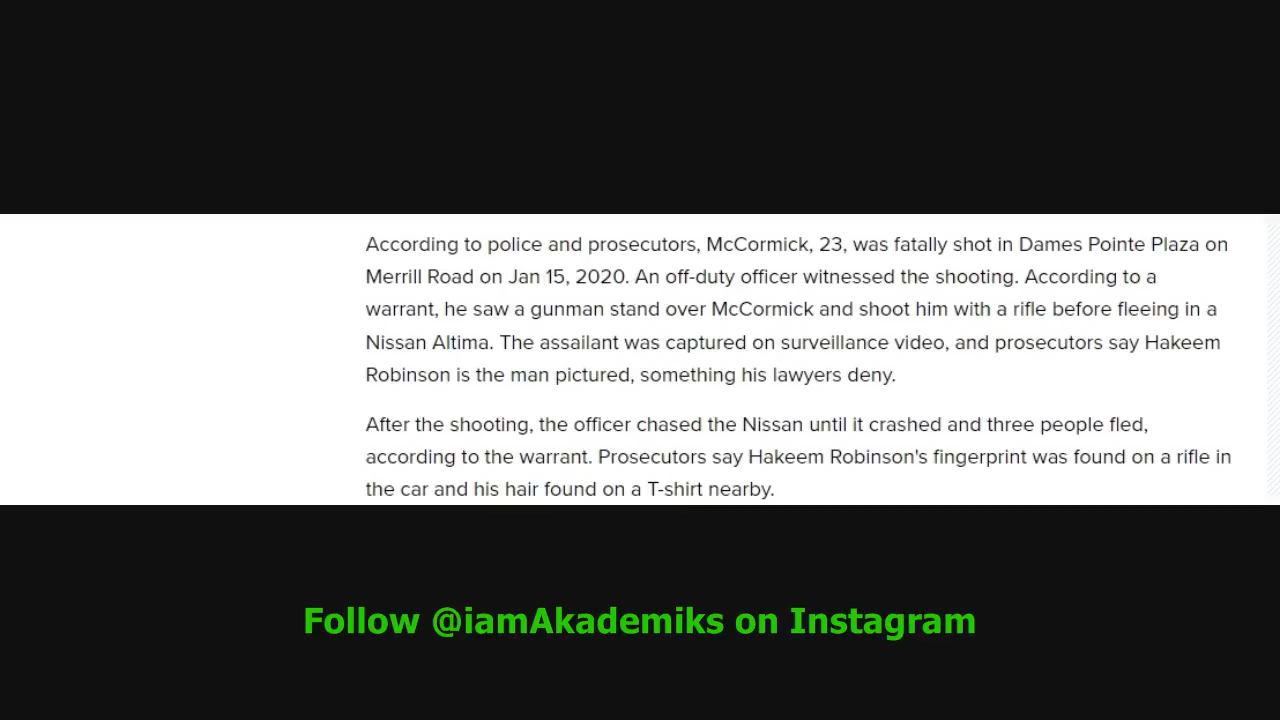 According to police and prosecutors, McCormick, 23, was fatally shot in Dames Pointe Plaza on
Merrill Road on Jan 15, 2020. An off-duty officer witnessed the shooting. According to a
warrant, he saw a gunman stand over McCormick and shoot him with a rifle before fleeing in a
Nissan Altima. The assailant was captured on surveillance video, and prosecutors say Hakeem
Robinson is the man pictured, something his lawyers deny.
After the shooting, the officer chased the Nissan until it crashed and three people fled,
according to the warrant. Prosecutors say Hakeem Robinson's fingerprint was found on a rifle in
the car and his hair found on a T-shirt nearby.
Follow @iamAkademiks on Instagram